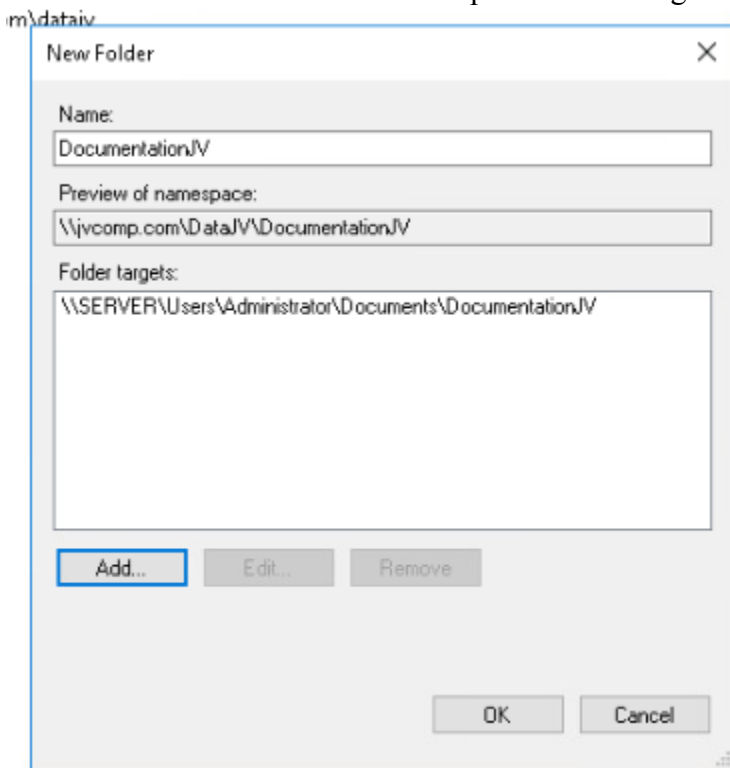 m\datajv
New Folder
Name:
DocumentationJV
Preview of namespace:
\\jvcomp.com\DataJV\DocumentationJV
Folder targets:
\\SERVER\Users\Administrator\Documents\DocumentationJV
Add...
Edit...
Remove
OK
Cancel